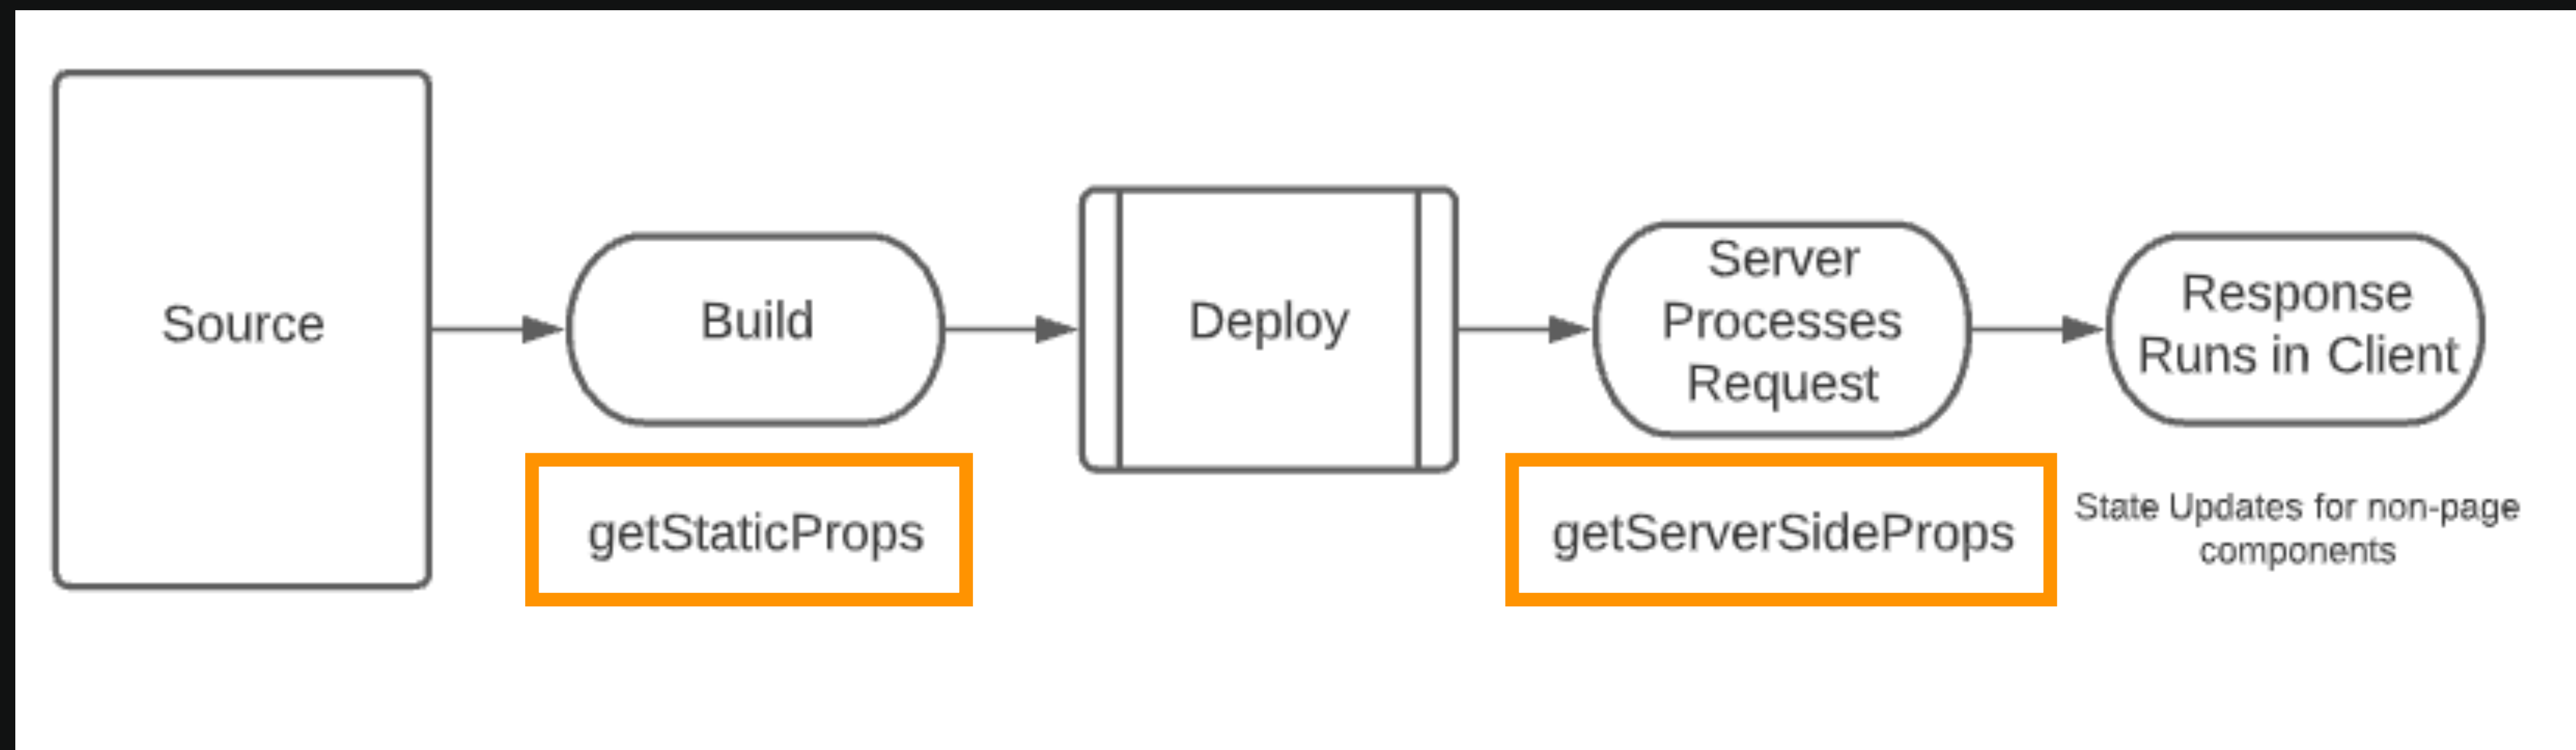 Source
Build
Deploy
Server
Processes
Request
Response
Runs in Client
getStaticProps
getServerSideProps
State Updates for non-page
components